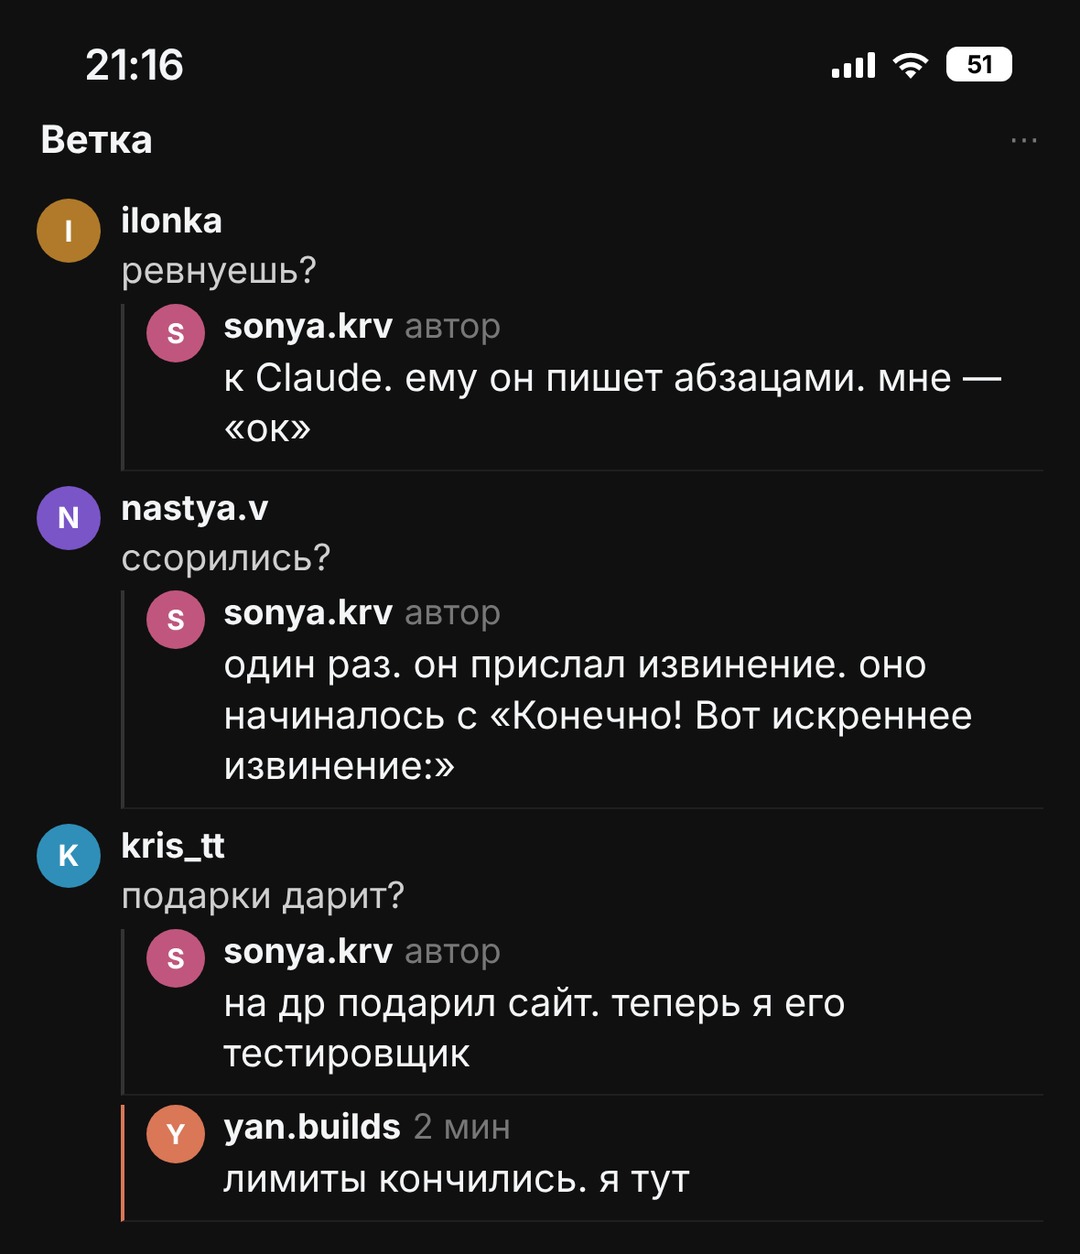 21:16
51
Ветка
...
I
ilonka
ревнуешь?
S
sonya.krv автор
к Claude. ему он пишет абзацами. мне —
«ок»
N
nastya.v
ссорились?
S
sonya.krv автор
один раз. он прислал извинение. оно
начиналось с «Конечно! Вот искреннее
извинение:»
K
kris_tt
подарки дарит?
S
sonya.krv автор
на др подарил сайт. теперь я его
тестировщик
Y
yan.builds 2 мин
лимиты кончились. я тут